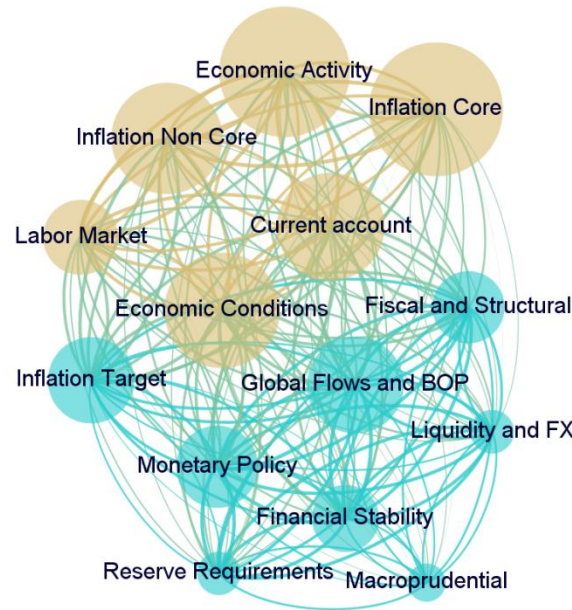 Economic Activity
Inflation Core
Inflation Non Core
Labor Market
Current account
Economic Conditions
Fiscal and Structural
Inflation Target
Global Flows and BOP
Liquidity and FX
Monetary Policy
Financial Stability
Reserve Requirements
Macroprudential